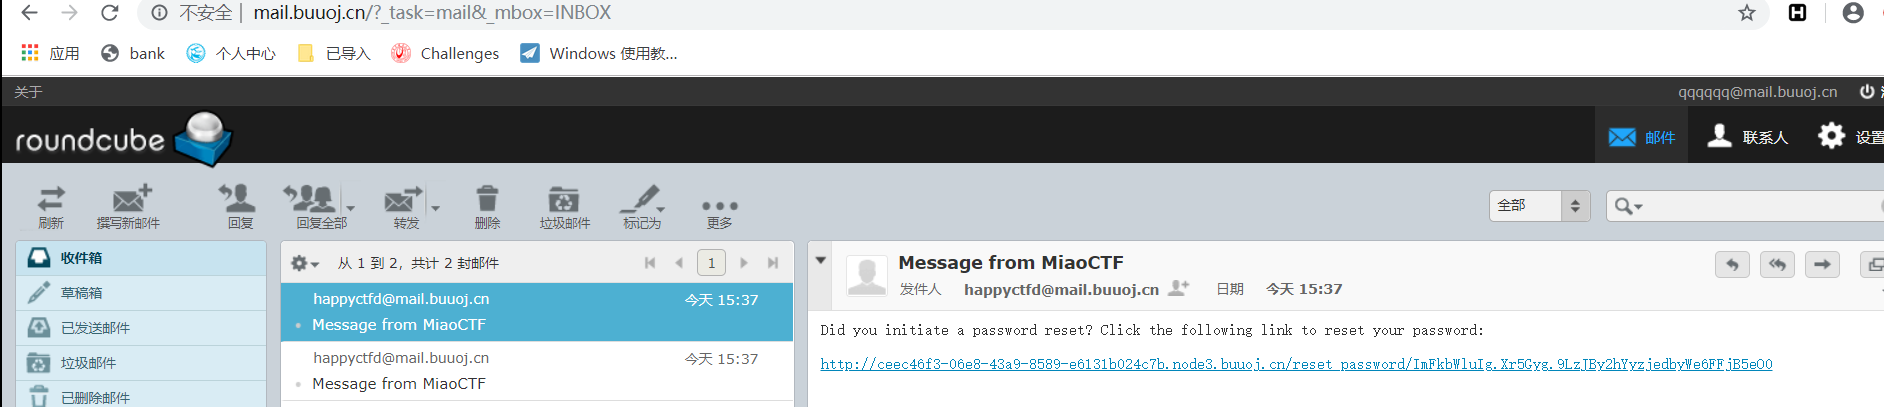 不安全 | mail.buuoj.cn/?_task=mail&_mbox=INBOX
应用 bank 个人中心 已导入 Challenges Windows 使用教...
关于 qqqqqq@mail.buuoj.cn
roundcube 邮件 联系人 设置
刷新 撰写新邮件 回复 回复全部 转发 删除 垃圾邮件 标记为 更多 全部
收件箱
草稿箱
已发送邮件
垃圾邮件
已删除邮件
从 1 到 2，共计 2 封邮件 1
happyctfd@mail.buuoj.cn 今天 15:37
Message from MiaoCTF
happyctfd@mail.buuoj.cn 今天 15:37
Message from MiaoCTF
Message from MiaoCTF
发件人 happyctfd@mail.buuoj.cn 日期 今天 15:37
Did you initiate a password reset? Click the following link to reset your password:
http://ceec46f3-06e8-43a9-8589-e6131b024c7b.node3.buuoj.cn/reset_password/ImFkbWluIg.Xr5Gyg.9LzJBy2hYyzjedbyWe6FFjB5eO0